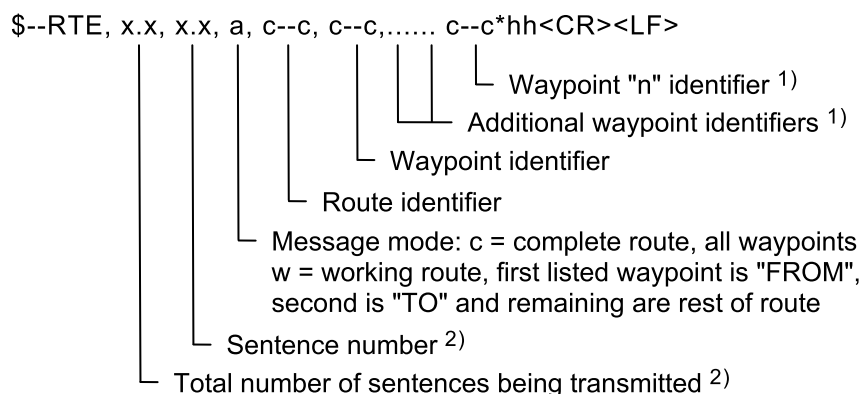 $--RTE, x.x, x.x, a, c--c, c--c,...... c--c*hh<CR><LF>
Waypoint "n" identifier 1)
Additional waypoint identifiers 1)
Waypoint identifier
Route identifier
Message mode: c = complete route, all waypoints
w = working route, first listed waypoint is "FROM",
second is "TO" and remaining are rest of route
Sentence number 2)
Total number of sentences being transmitted 2)